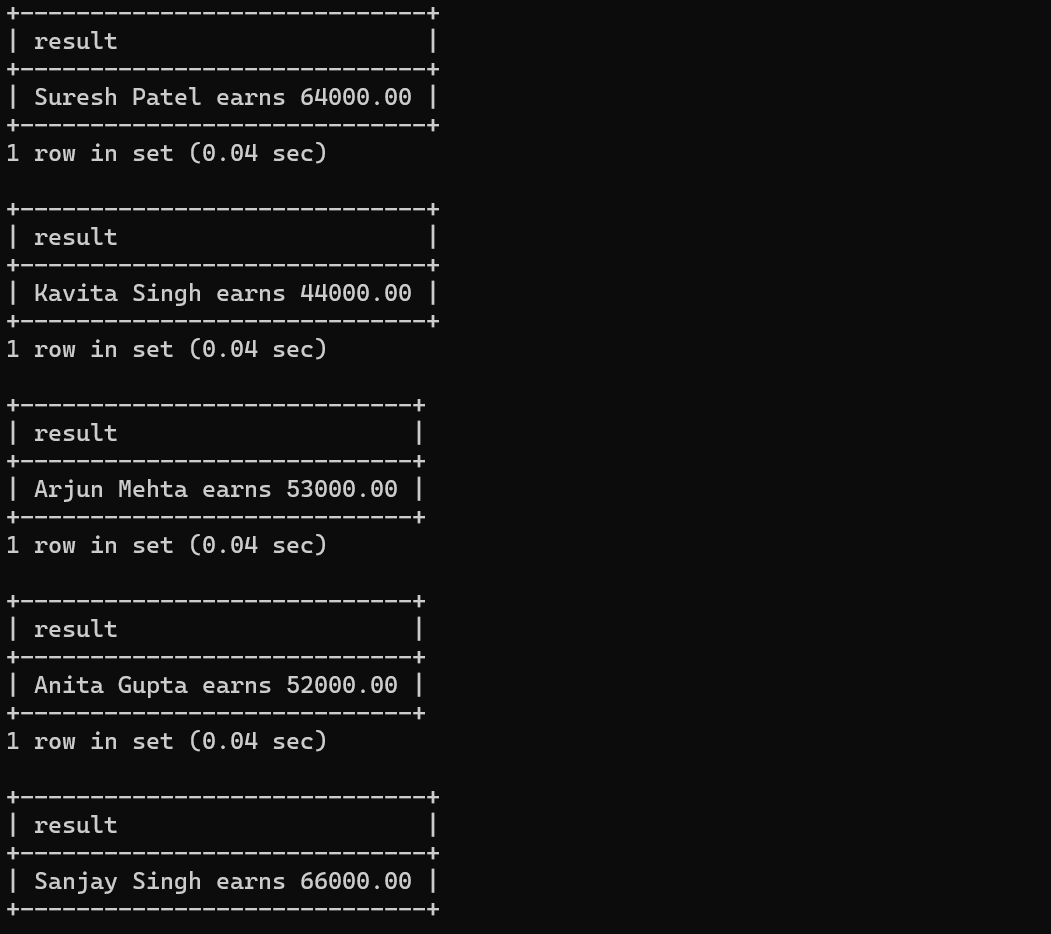 +-----------------------------+
| result                      |
+-----------------------------+
| Suresh Patel earns 64000.00 |
+-----------------------------+
1 row in set (0.04 sec)

+-----------------------------+
| result                      |
+-----------------------------+
| Kavita Singh earns 44000.00 |
+-----------------------------+
1 row in set (0.04 sec)

+----------------------------+
| result                     |
+----------------------------+
| Arjun Mehta earns 53000.00 |
+----------------------------+
1 row in set (0.04 sec)

+----------------------------+
| result                     |
+----------------------------+
| Anita Gupta earns 52000.00 |
+----------------------------+
1 row in set (0.04 sec)

+-----------------------------+
| result                      |
+-----------------------------+
| Sanjay Singh earns 66000.00 |
+-----------------------------+